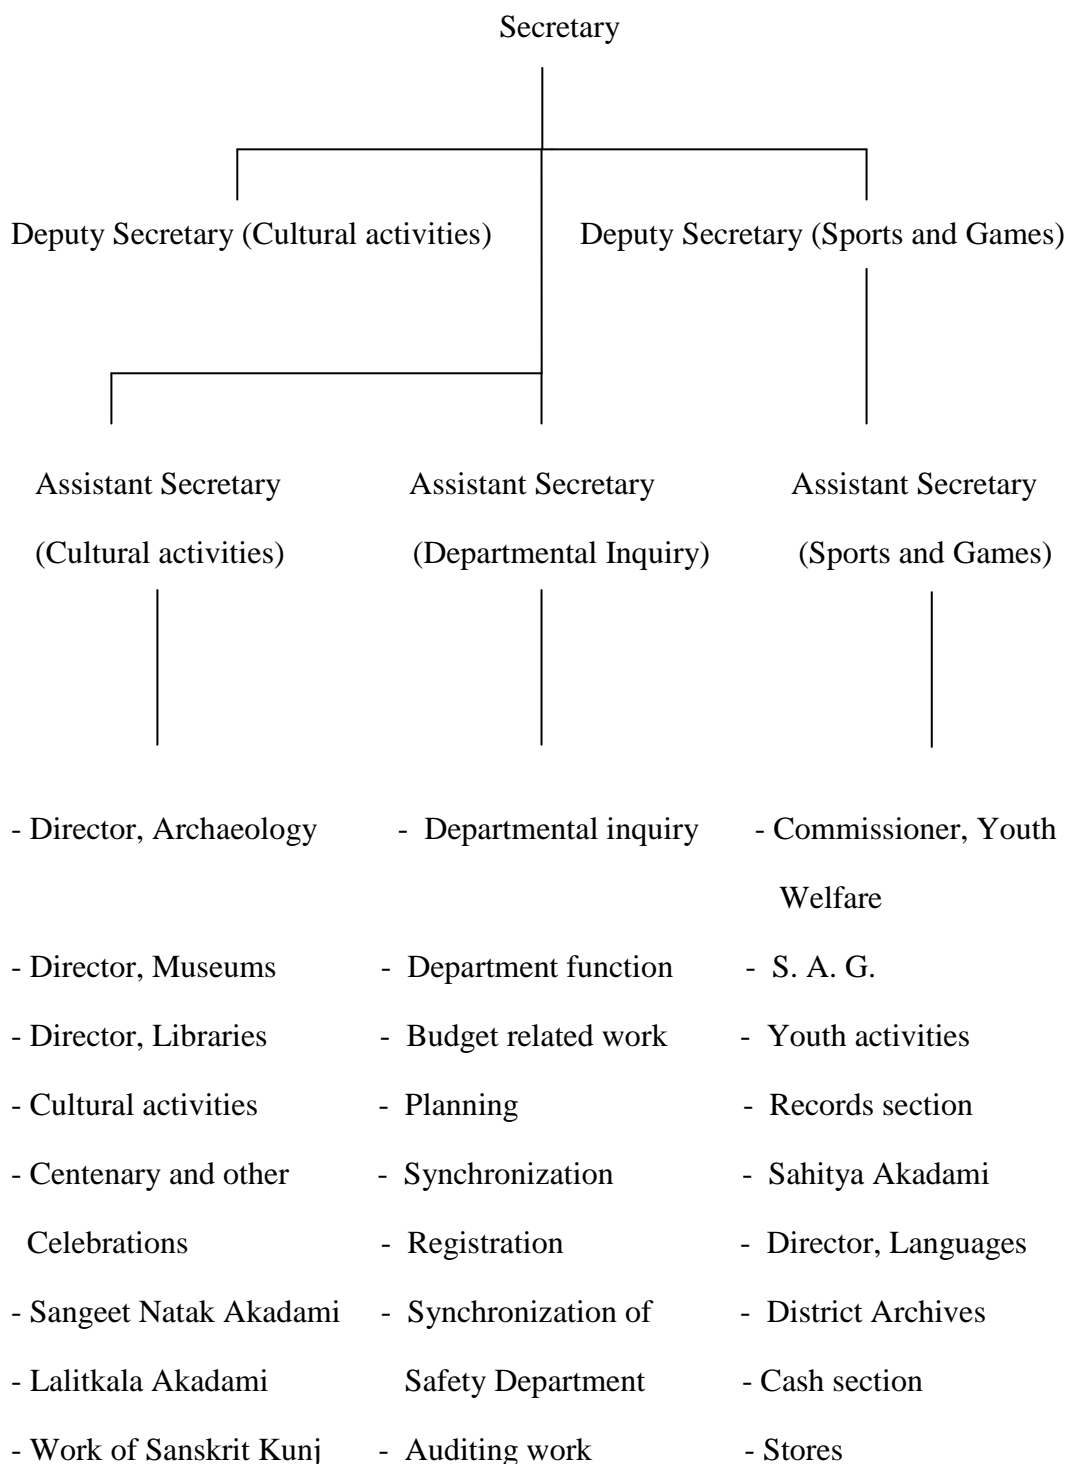 Secretary
Deputy Secretary (Cultural activities)
Deputy Secretary (Sports and Games)
Assistant Secretary
(Cultural activities)
Assistant Secretary
(Departmental Inquiry)
Assistant Secretary
(Sports and Games)
- Director, Archaeology
- Director, Museums
- Director, Libraries
- Cultural activities
- Centenary and other
Celebrations
- Sangeet Natak Akadami
- Lalitkala Akadami
- Work of Sanskrit Kunj
- Departmental inquiry
- Department function
- Budget related work
- Planning
- Synchronization
- Registration
- Synchronization of
Safety Department
- Auditing work
- Commissioner, Youth
Welfare
- S. A. G.
- Youth activities
- Records section
- Sahitya Akadami
- Director, Languages
- District Archives
- Cash section
- Stores